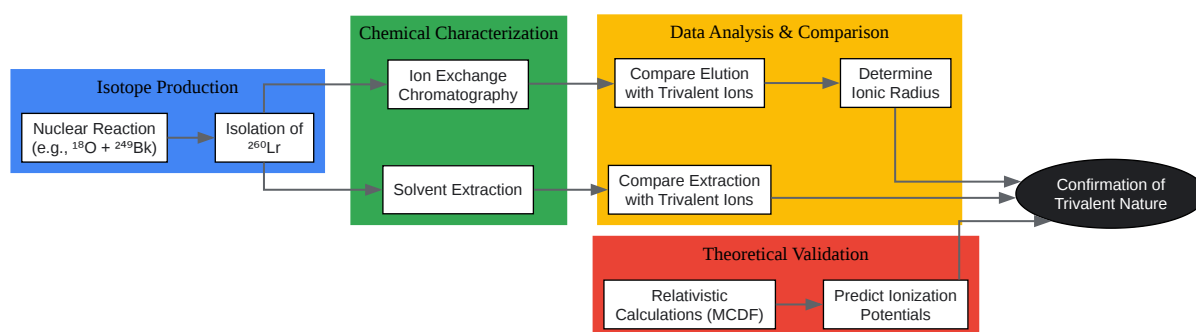 Isotope Production
Nuclear Reaction
(e.g., ¹⁸O + ²⁴⁹Bk)
Isolation of
²⁶⁰Lr
Chemical Characterization
Ion Exchange
Chromatography
Solvent Extraction
Data Analysis & Comparison
Compare Elution
with Trivalent Ions
Determine
Ionic Radius
Compare Extraction
with Trivalent Ions
Theoretical Validation
Relativistic
Calculations (MCDF)
Predict Ionization
Potentials
Confirmation of
Trivalent Nature